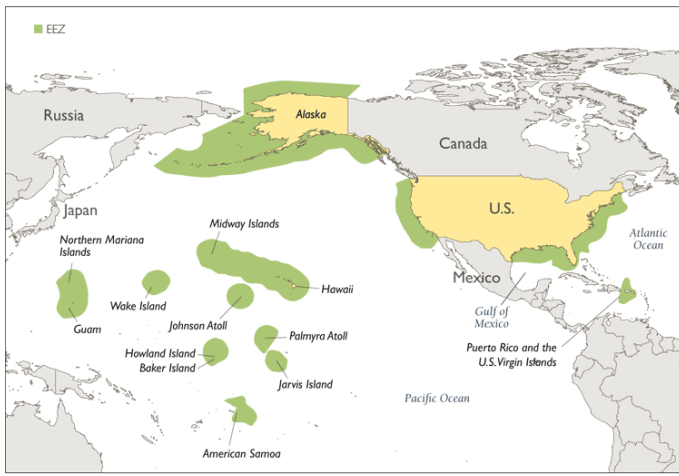 EEZ
Russia
Alaska
Canada
Japan
U.S.
Midway Islands
Atlantic
Ocean
Northern Mariana
Islands
Hawaii
Mexico
Wake Island
Gulf of
Mexico
Guam
Johnson Atoll
Palmyra Atoll
Puerto Rico and the
U.S. Virgin Islands
Howland Island
Baker Island
Jarvis Island
Pacific Ocean
American Samoa